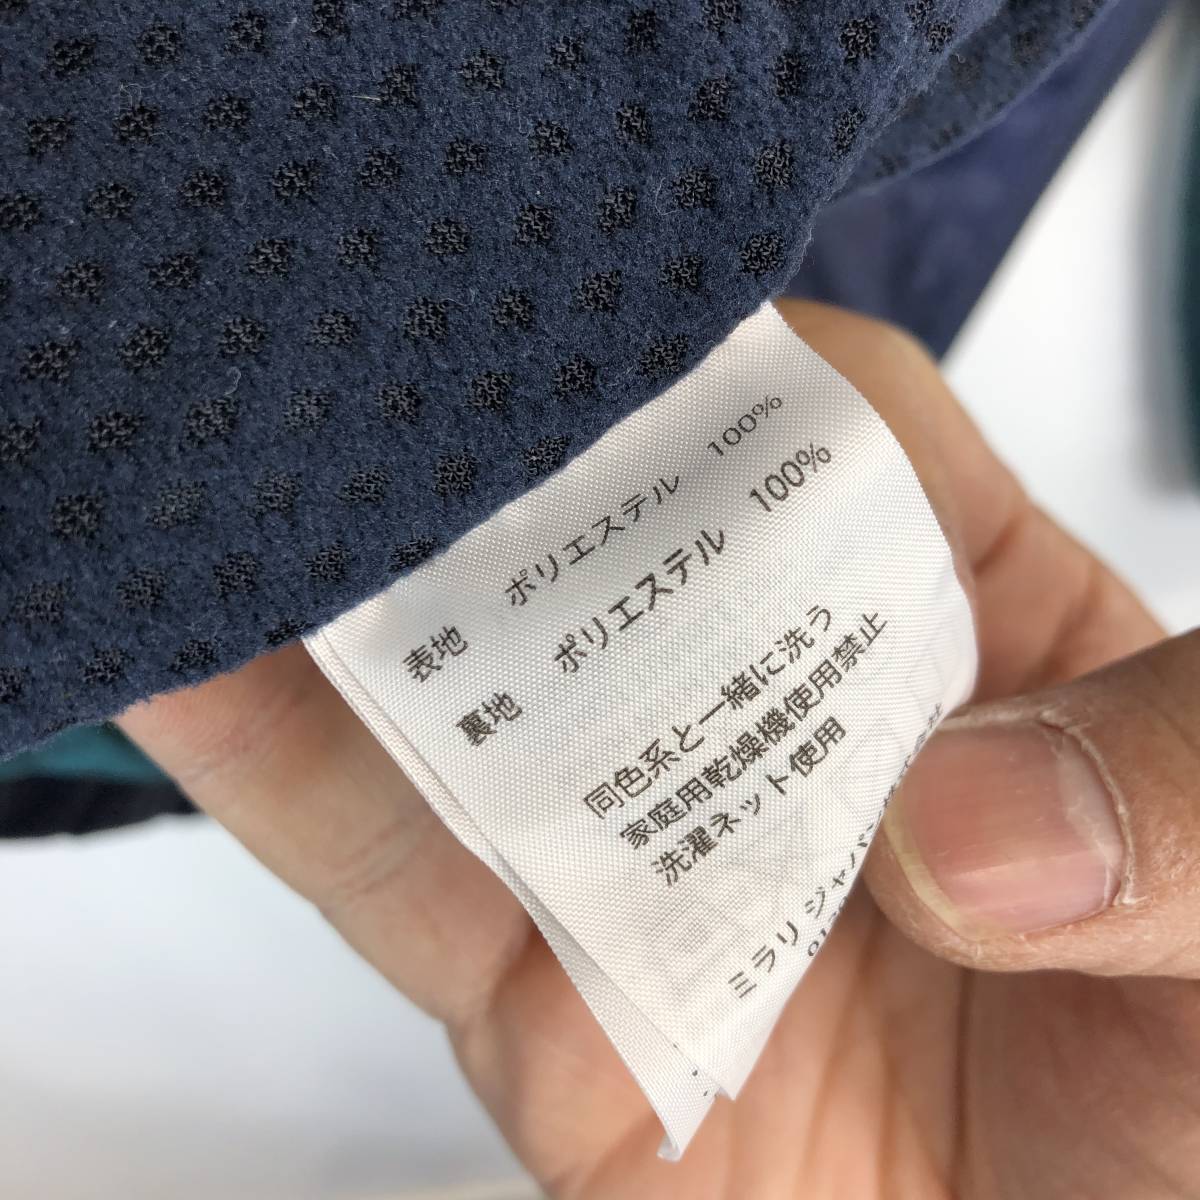 表地 ポリエステル 100%
裏地 ポリエステル 100%
同色系と一緒に洗う
家庭用乾燥機使用禁止
洗濯ネット使用
ミラリ ジャパン